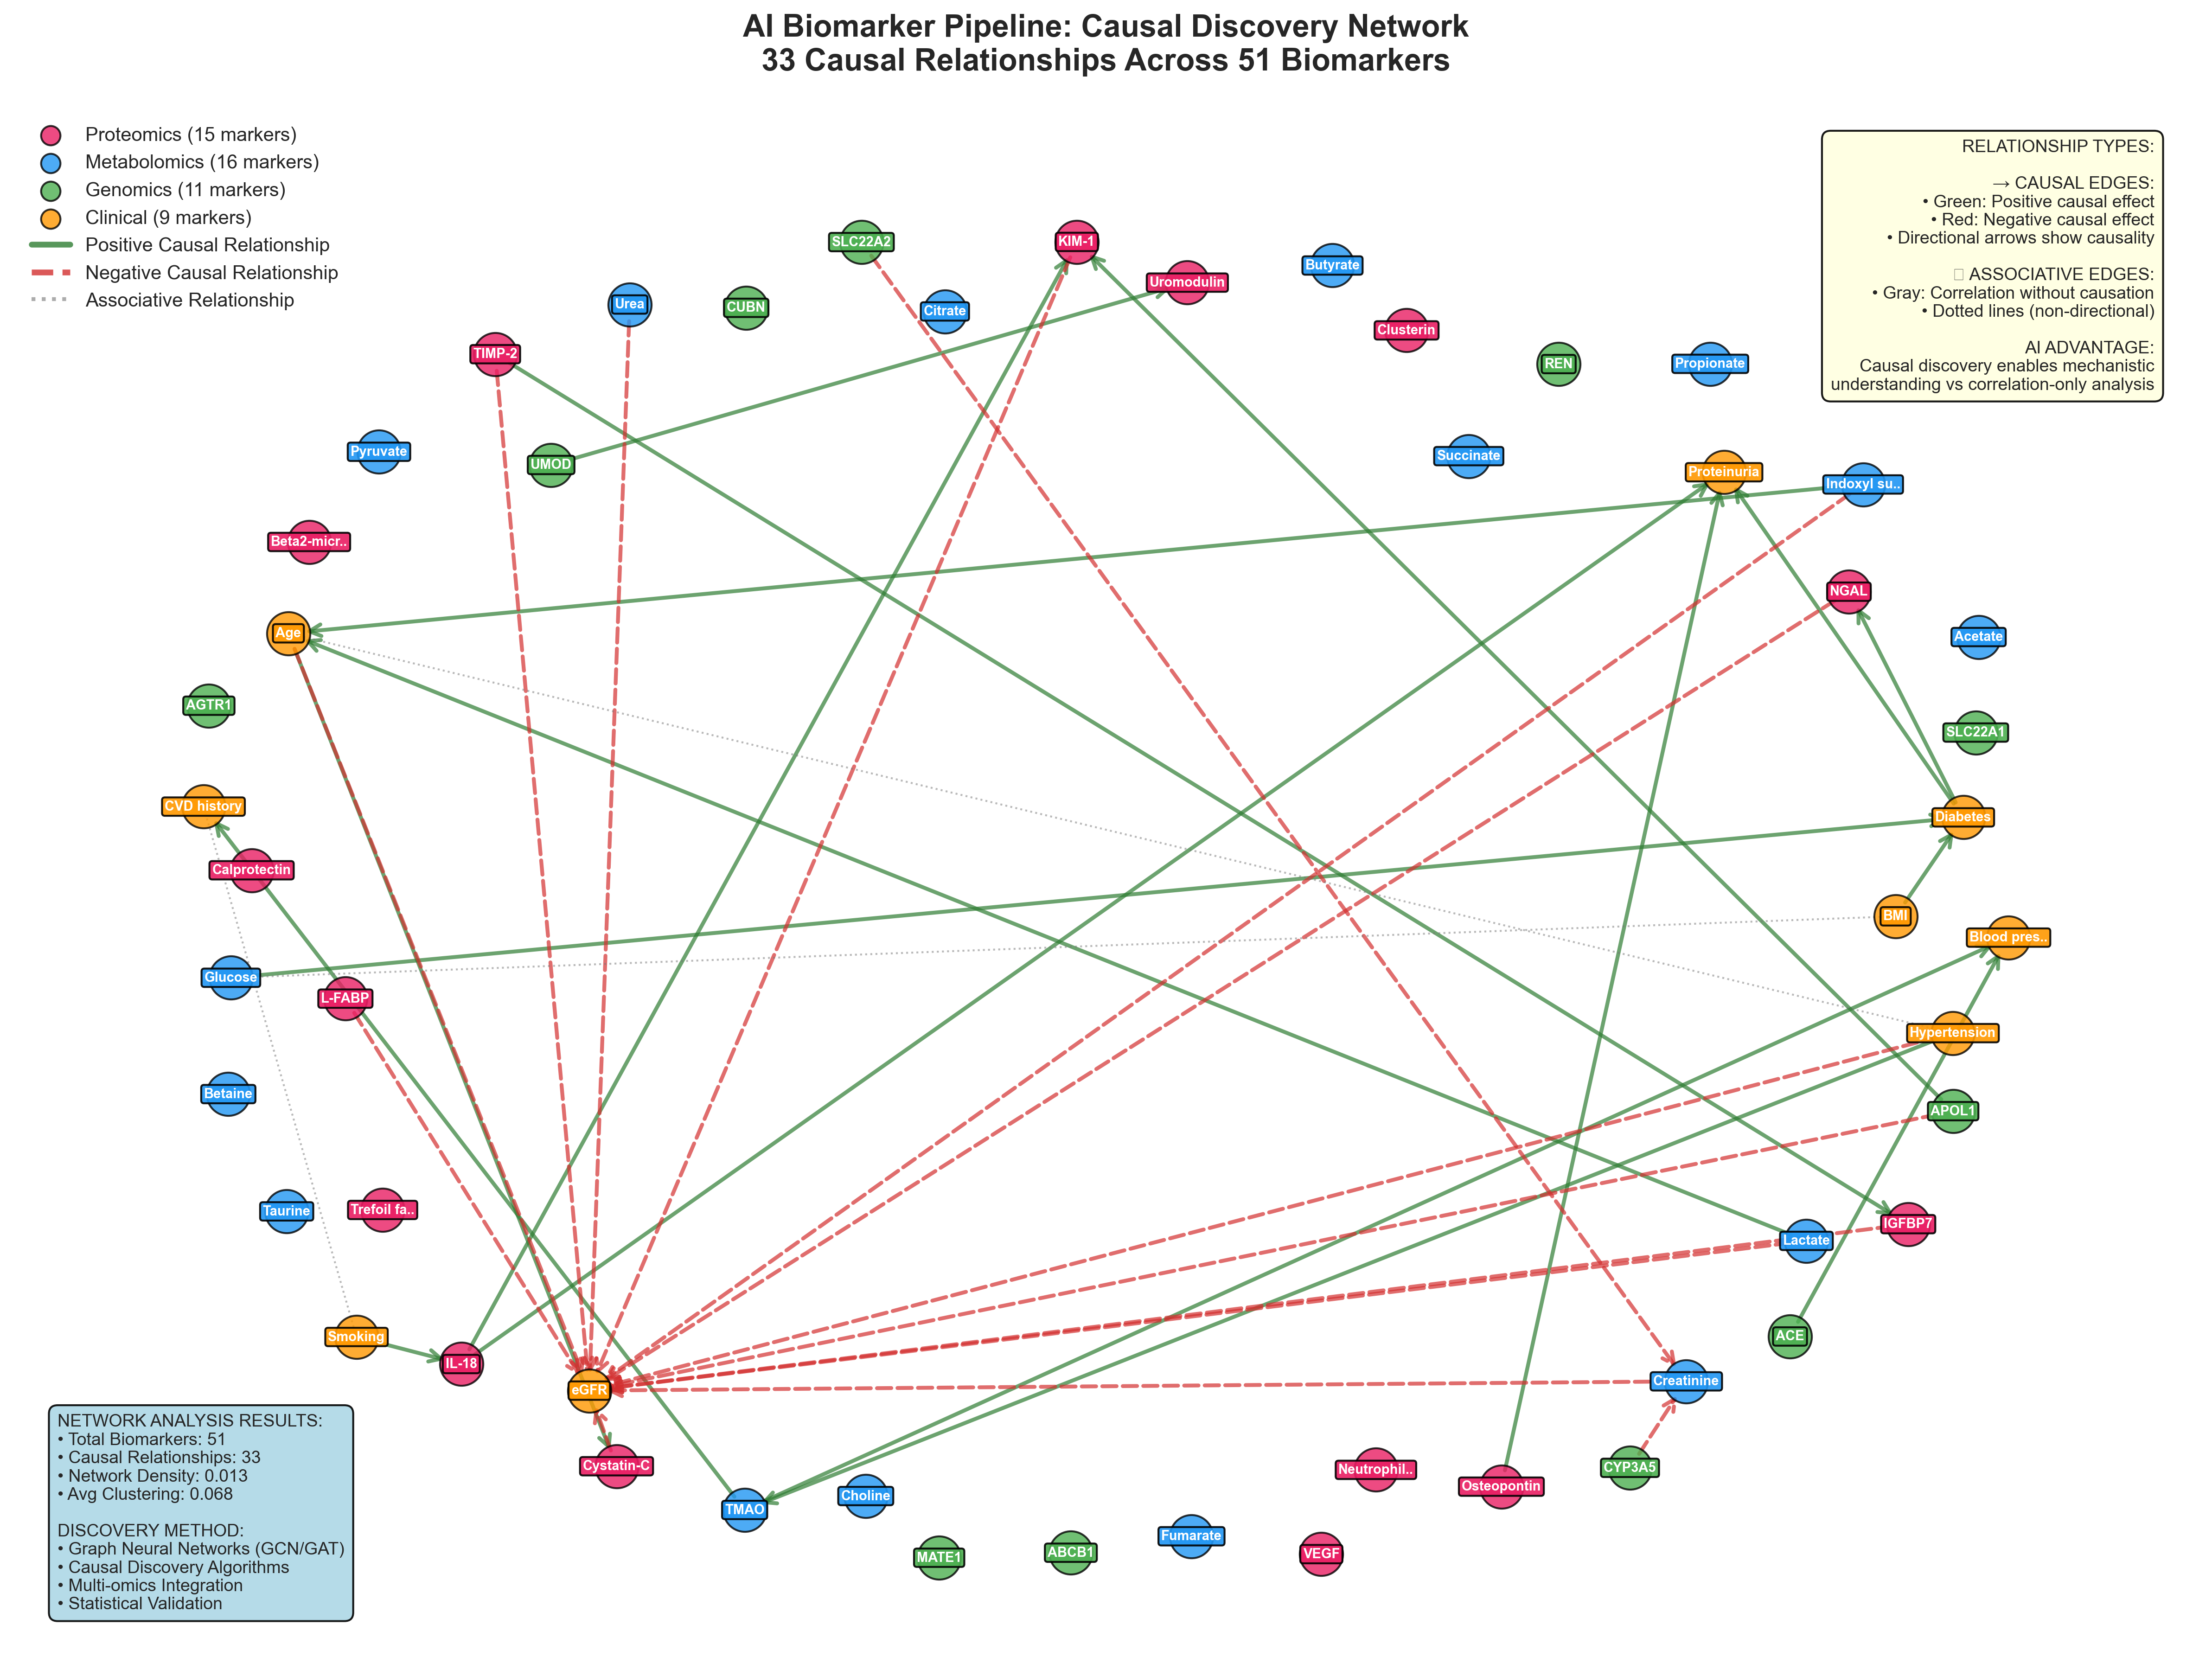 AI Biomarker Pipeline: Causal Discovery Network
33 Causal Relationships Across 51 Biomarkers
Proteomics (15 markers)
Metabolomics (16 markers)
Genomics (11 markers)
Clinical (9 markers)
Positive Causal Relationship
Negative Causal Relationship
Associative Relationship
RELATIONSHIP TYPES:
→ CAUSAL EDGES:
• Green: Positive causal effect
• Red: Negative causal effect
• Directional arrows show causality
▯ ASSOCIATIVE EDGES:
• Gray: Correlation without causation
• Dotted lines (non-directional)
AI ADVANTAGE:
Causal discovery enables mechanistic
understanding vs correlation-only analysis
SLC22A2
KIM-1
Butyrate
Uromodulin
Urea
CUBN
Citrate
Clusterin
TIMP-2
REN
Propionate
Pyruvate
UMOD
Succinate
Proteinuria
Indoxyl su..
Beta2-micr..
NGAL
Age
Acetate
AGTR1
SLC22A1
CVD history
Diabetes
Calprotectin
BMI
Blood pres..
Glucose
L-FABP
Hypertension
Betaine
APOL1
Taurine
Trefoil fa..
IGFBP7
Lactate
Smoking
IL-18
ACE
eGFR
Creatinine
Cystatin-C
Neutrophil..
CYP3A5
Osteopontin
TMAO
Choline
Fumarate
MATE1
ABCB1
VEGF
NETWORK ANALYSIS RESULTS:
• Total Biomarkers: 51
• Causal Relationships: 33
• Network Density: 0.013
• Avg Clustering: 0.068
DISCOVERY METHOD:
• Graph Neural Networks (GCN/GAT)
• Causal Discovery Algorithms
• Multi-omics Integration
• Statistical Validation